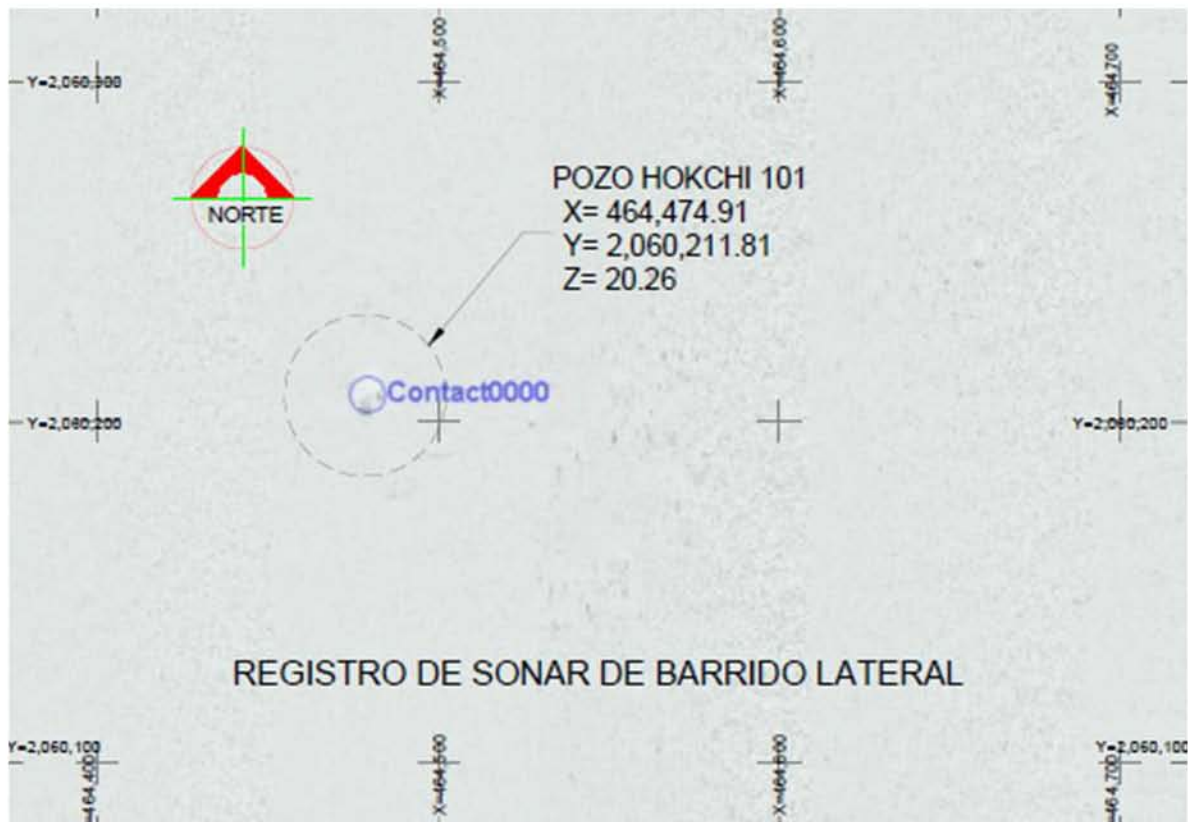 X=464,500
X=464,600
X=464,700
Y=2,060,300
NORTE
POZO HOKCHI 101
X= 464,474.91
Y= 2,060,211.81
Z= 20.26
Contact0000
Y=2,060,200
Y=2,060,200
REGISTRO DE SONAR DE BARRIDO LATERAL
Y=2,060,100
Y=2,060,100
=464,400
X=464,500
X=464,600
=464,700